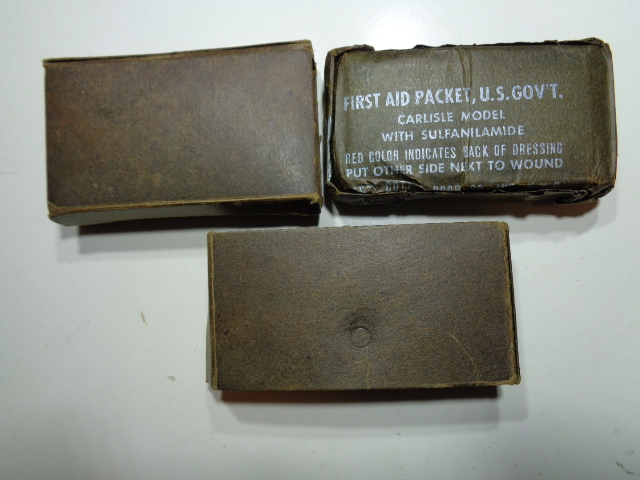 FIRST AID PACKET, U.S. GOV'T.
CARLISLE MODEL
WITH SULFANILAMIDE
RED COLOR INDICATES BACK OF DRESSING
PUT OTHER SIDE NEXT TO WOUND